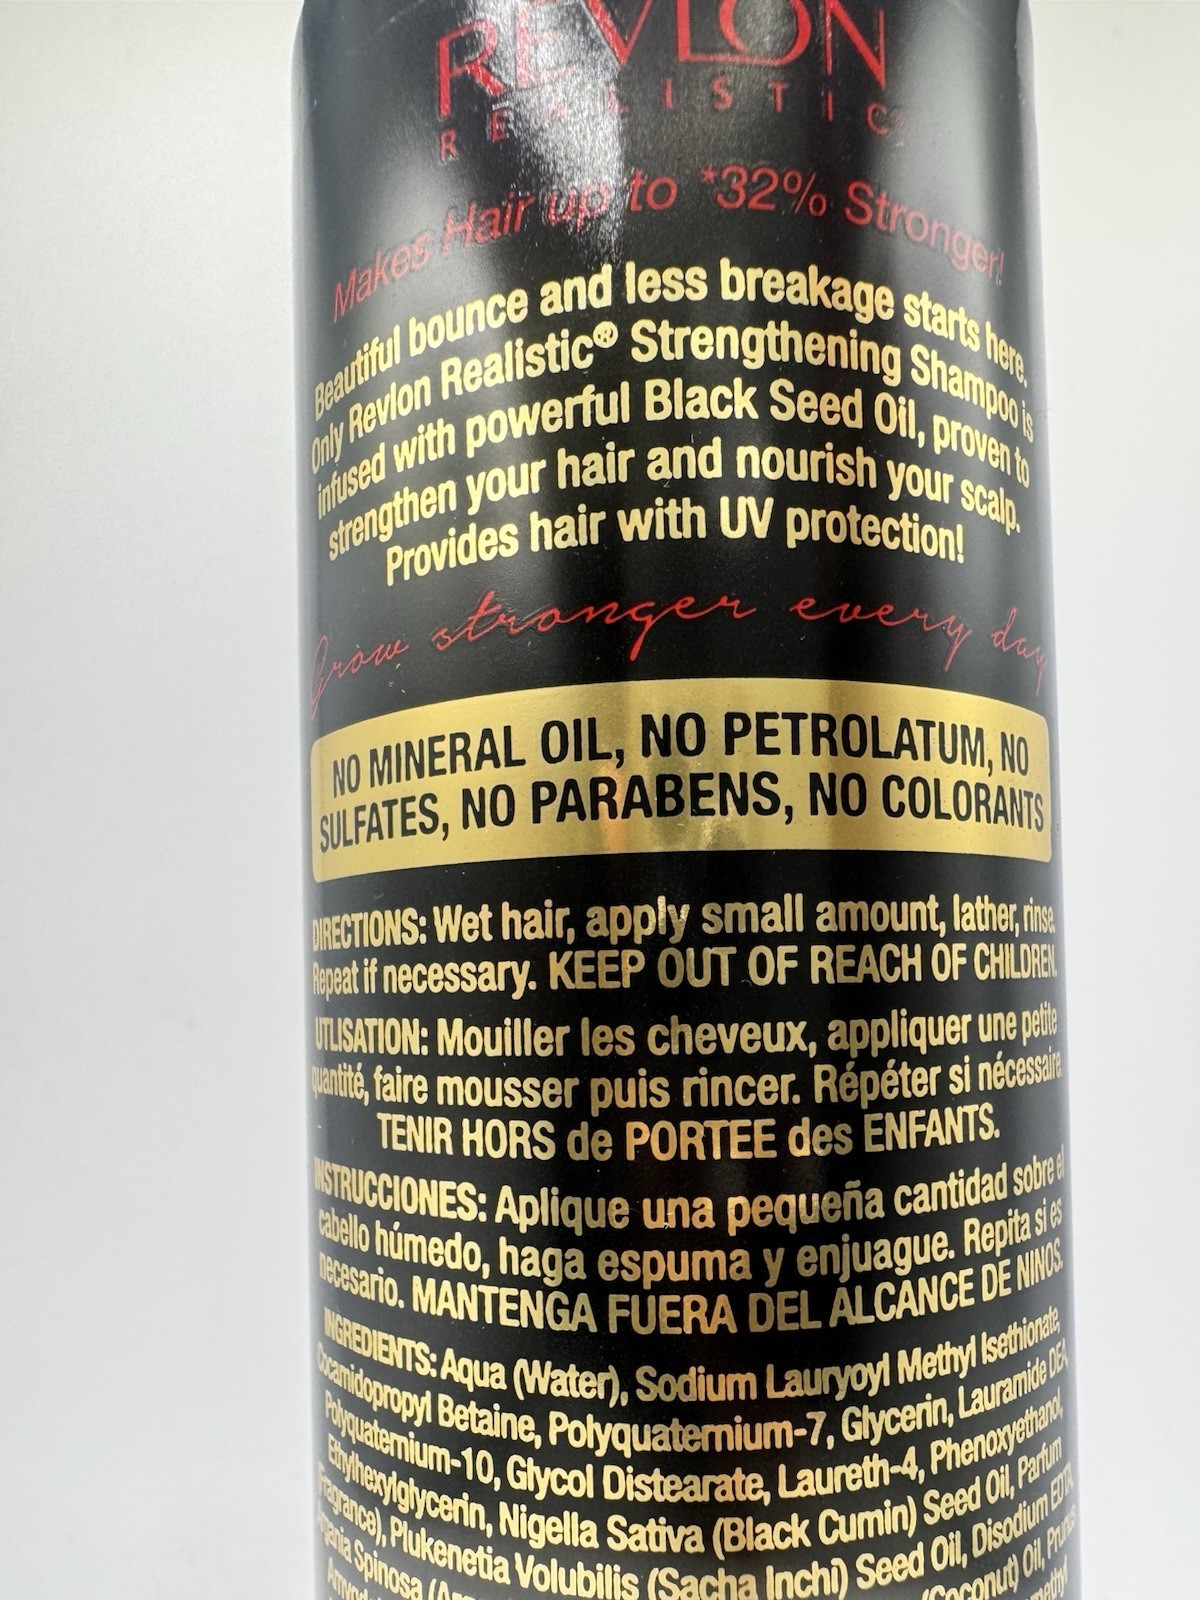 REVLON
REALISTIC
Makes Hair up to *32% Stronger!
Beautiful bounce and less breakage starts here.
Only Revlon Realistic® Strengthening Shampoo is
infused with powerful Black Seed Oil, proven to
strengthen your hair and nourish your scalp.
Provides hair with UV protection!
Grow stronger every day
NO MINERAL OIL, NO PETROLATUM, NO
SULFATES, NO PARABENS, NO COLORANTS
DIRECTIONS: Wet hair, apply small amount, lather, rinse.
Repeat if necessary. KEEP OUT OF REACH OF CHILDREN.
UTLISATION: Mouiller les cheveux, appliquer une petite
quantité, faire mousser puis rincer. Répéter si nécessaire.
TENIR HORS de PORTEE des ENFANTS.
INSTRUCCIONES: Aplique una pequeña cantidad sobre el
cabello húmedo, haga espuma y enjuague. Repita si es
necesario. MANTENGA FUERA DEL ALCANCE DE NINOS.
INGREDIENTS: Aqua (Water), Sodium Lauryoyl Methyl Isethionate,
Cocamidopropyl Betaine, Polyquaternium-7, Glycerin, Lauramide DEA,
Polyquaternium-10, Glycol Distearate, Laureth-4, Phenoxyethanol,
Ethylhexylglycerin, Nigella Sativa (Black Cumin) Seed Oil, Parfum
(Fragrance), Plukenetia Volubilis (Sacha Inchi) Seed Oil, Disodium EDTA,
Argania Spinosa (Coconut) Oil,